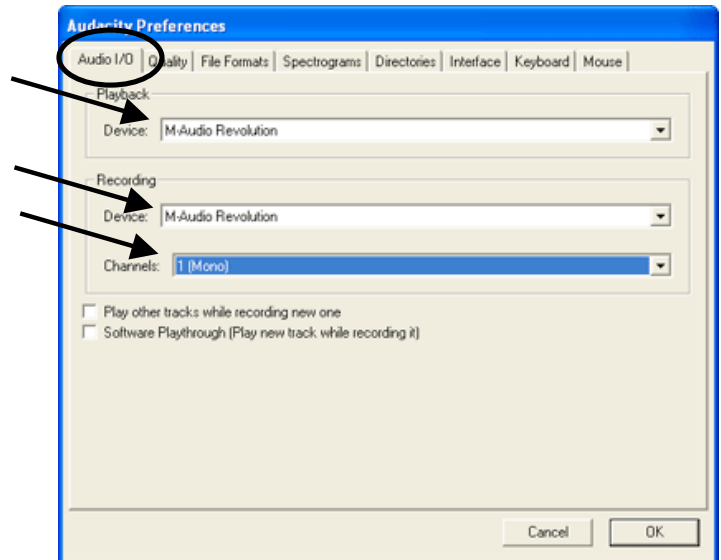 Audacity Preferences
Audio I/O Quality File Formats Spectrograms Directories Interface Keyboard Mouse
Playback
Device: M-Audio Revolution
Recording
Device: M-Audio Revolution
Channels: 1 (Mono)
Play other tracks while recording new one
Software Playthrough (Play new track while recording it)
Cancel OK